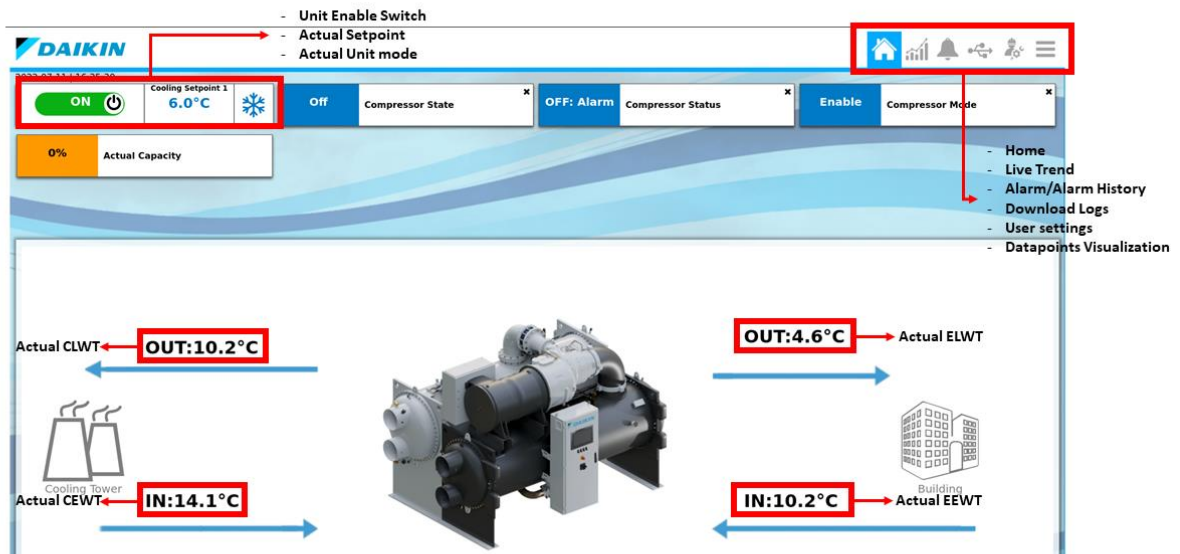 - Unit Enable Switch
- Actual Setpoint
- Actual Unit mode
DAIKIN
ON
Cooling Setpoint 1
6.0°C
Off
Compressor State
OFF: Alarm
Compressor Status
Enable
Compressor Mode
0%
Actual Capacity
- Home
- Live Trend
- Alarm/Alarm History
- Download Logs
- User settings
- Datapoints Visualization
Actual CLWT
OUT:10.2°C
OUT:4.6°C
Actual ELWT
DAIKIN
Cooling Tower
Building
Actual CEWT
IN:14.1°C
IN:10.2°C
Actual EEWT